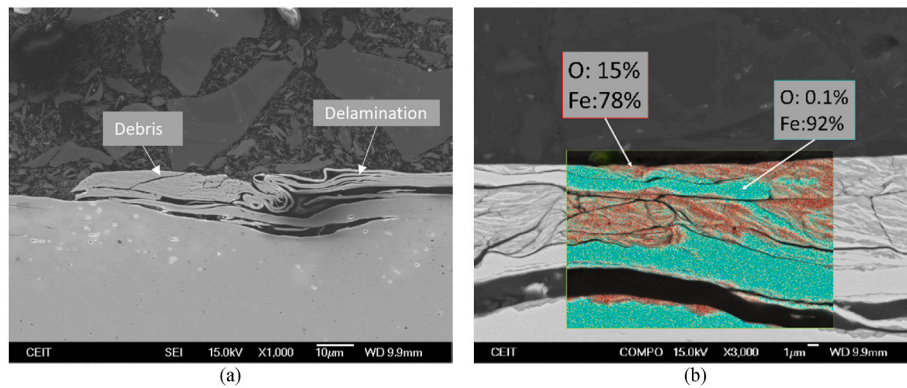 Debris
Delamination
CEIT SEI 15.0kV X1,000 10µm WD 9.9mm
(a)
O: 15%
Fe:78%
O: 0.1%
Fe:92%
CEIT COMPO 15.0kV X3,000 1µm WD 9.9mm
(b)